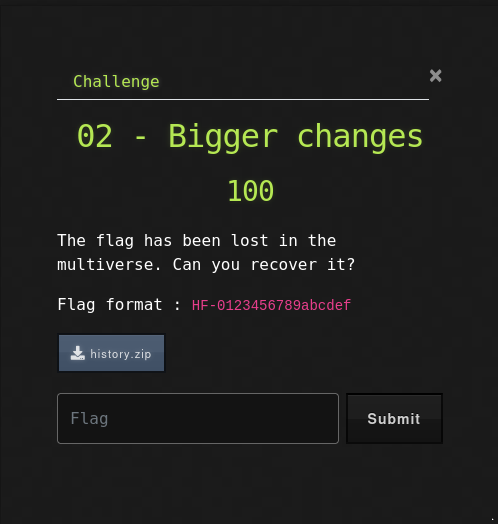 Challenge
×
02 - Bigger changes
100
The flag has been lost in the
multiverse. Can you recover it?
Flag format : HF-0123456789abcdef
history.zip
Flag
Submit